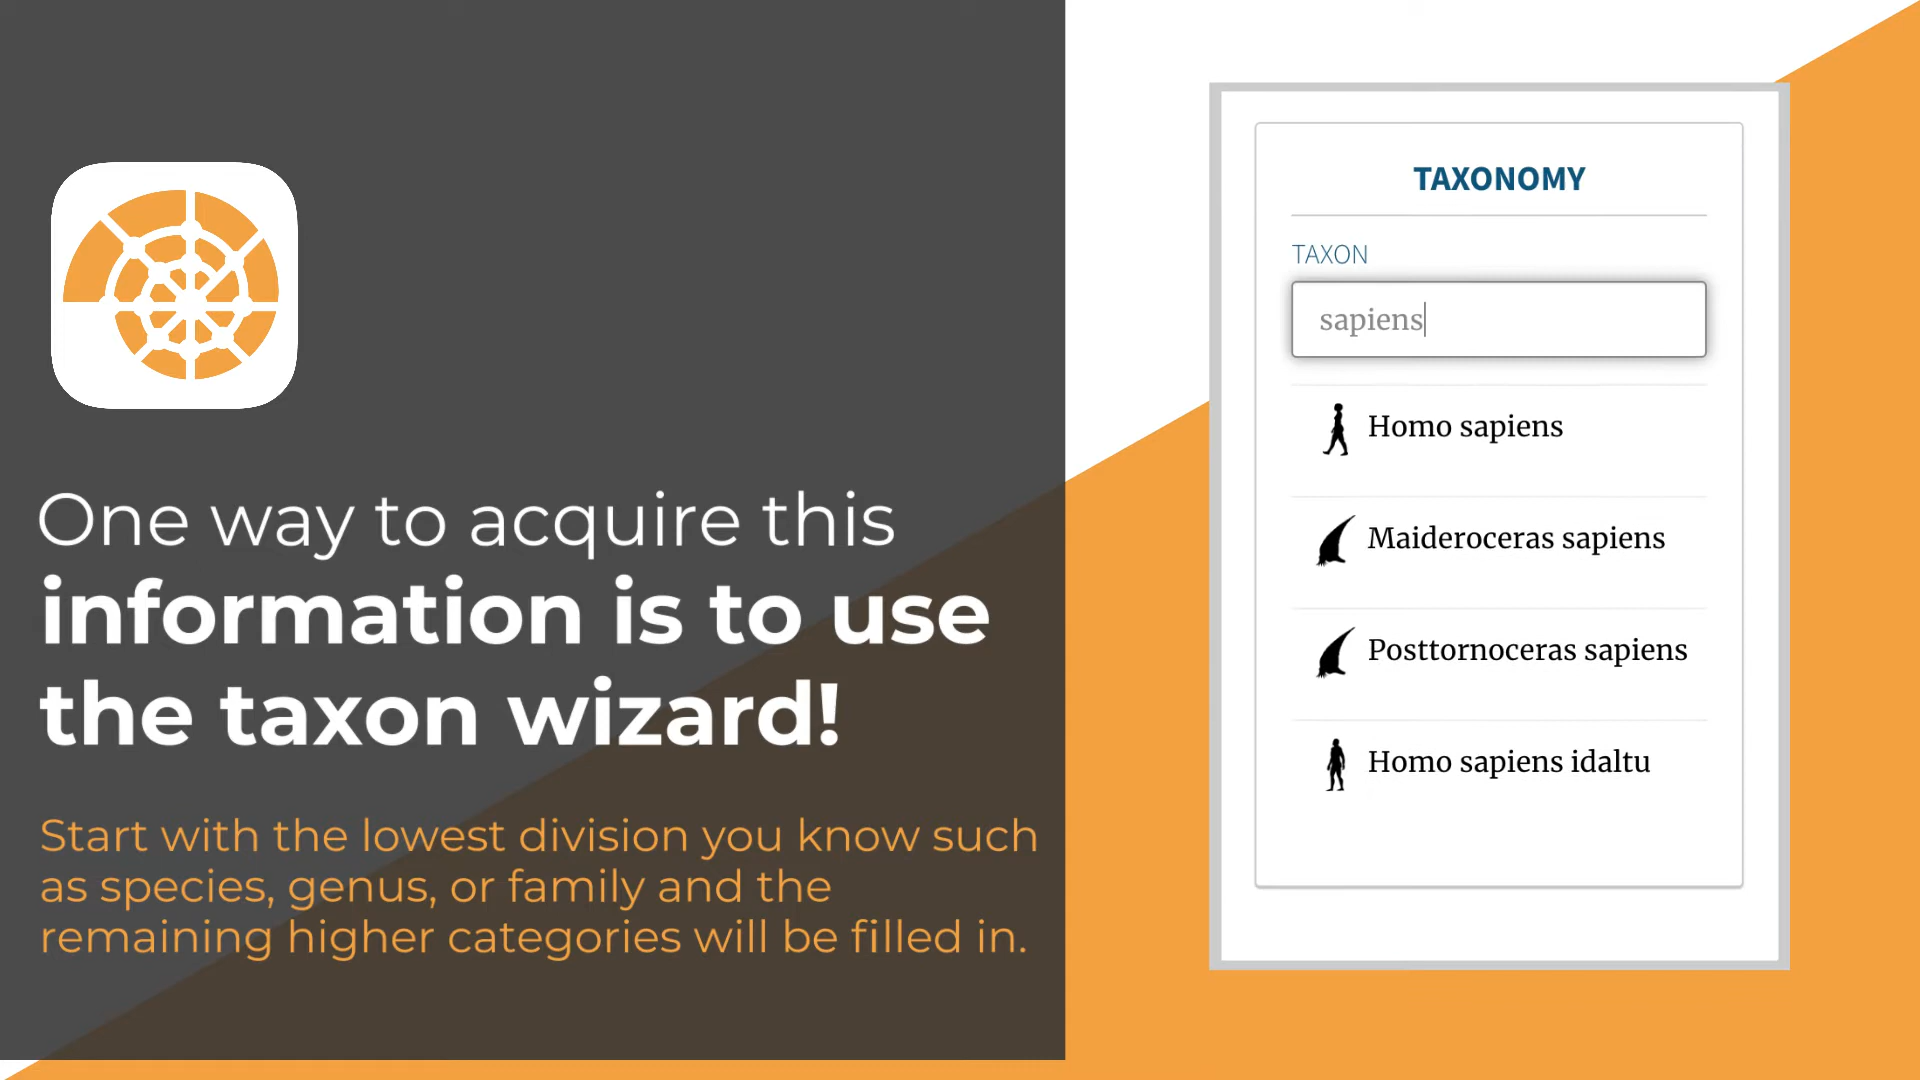 One way to acquire this
information is to use
the taxon wizard!
Start with the lowest division you know such
as species, genus, or family and the
remaining higher categories will be filled in.
TAXONOMY
TAXON
sapiens
Homo sapiens
Maideroceras sapiens
Posttornoceras sapiens
Homo sapiens idaltu